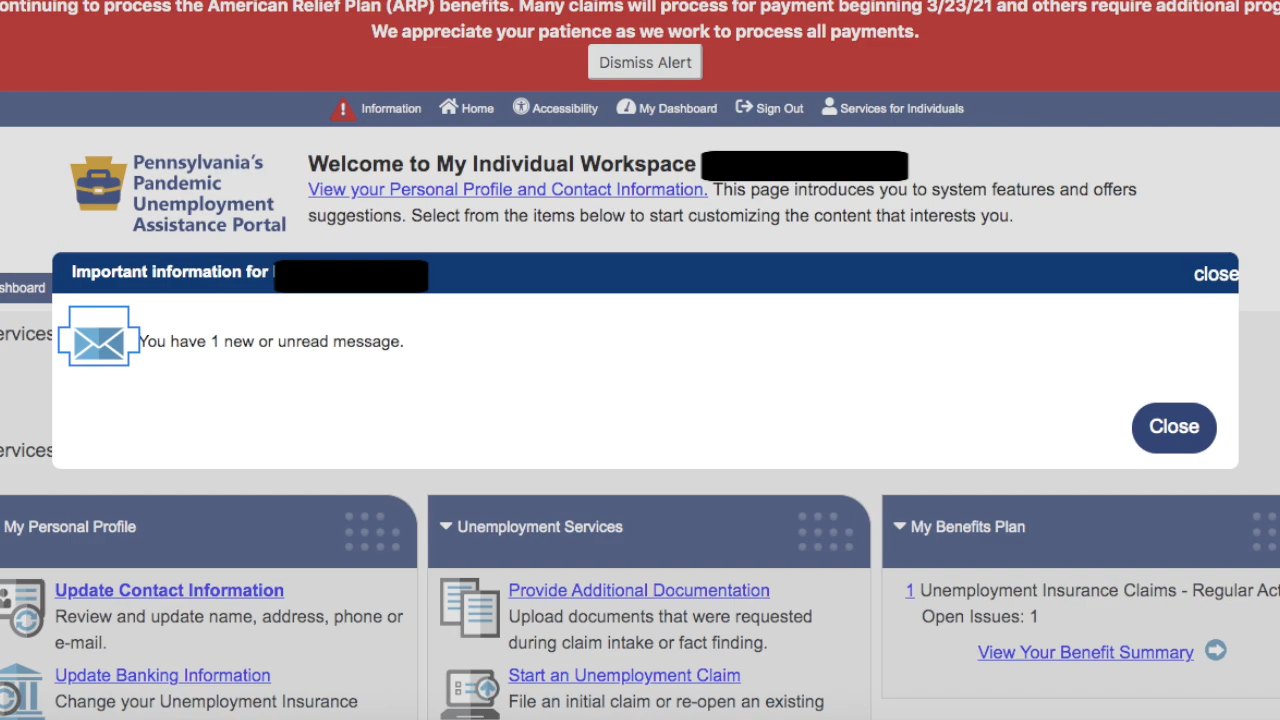 continuing to process the American Relief Plan (ARP) benefits. Many claims will process for payment beginning 3/23/21 and others require additional
We appreciate your patience as we work to process all payments.
Dismiss Alert
Information Home Accessibility My Dashboard Sign Out Services for Individuals
Pennsylvania's
Pandemic
Unemployment
Assistance Portal
Welcome to My Individual Workspace
View your Personal Profile and Contact Information. This page introduces you to system features and offers
suggestions. Select from the items below to start customizing the content that interests you.
Important information for
close
shboard
ervices
You have 1 new or unread message.
Close
ervices
My Personal Profile
Update Contact Information
Review and update name, address, phone or
e-mail.
Update Banking Information
Change your Unemployment Insurance
Unemployment Services
Provide Additional Documentation
Upload documents that were requested
during claim intake or fact finding.
Start an Unemployment Claim
File an initial claim or re-open an existing
My Benefits Plan
1 Unemployment Insurance Claims - Regular Act
Open Issues: 1
View Your Benefit Summary